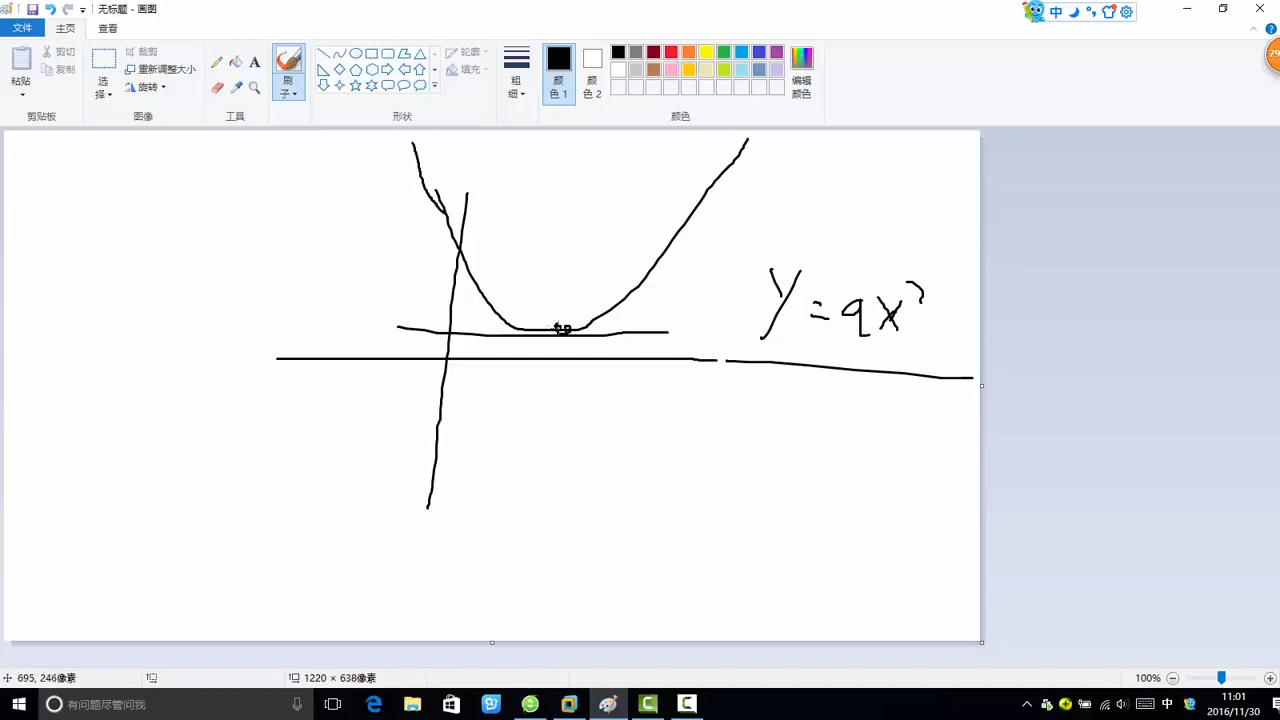 无标题 - 画图
中
文件 主页 查看
粘贴
剪切
复制
选择
裁剪
重新调整大小
旋转
A
刷子
轮廓
填充
粗细
颜色 1
颜色 2
编辑颜色
剪贴板 图像 工具 形状 颜色
79
y = ax²
695, 246像素
1220 × 638像素
100%
有问题尽管问我
中
11:01
2016/11/30